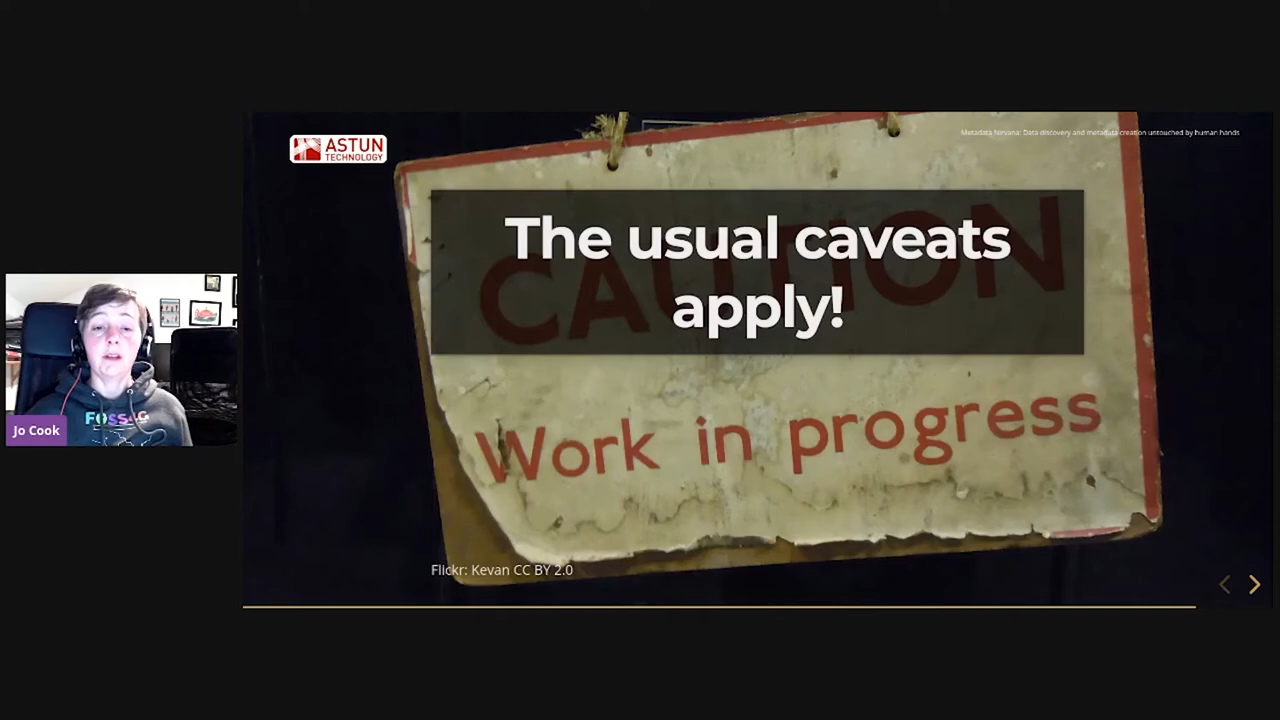 ASTUN
TECHNOLOGY
Metadata Nirvana: Data discovery and metadata creation untouched by human hands
The usual caveats
apply!
CAUTION
Work in progress
Flickr: Kevan CC BY 2.0
Jo Cook